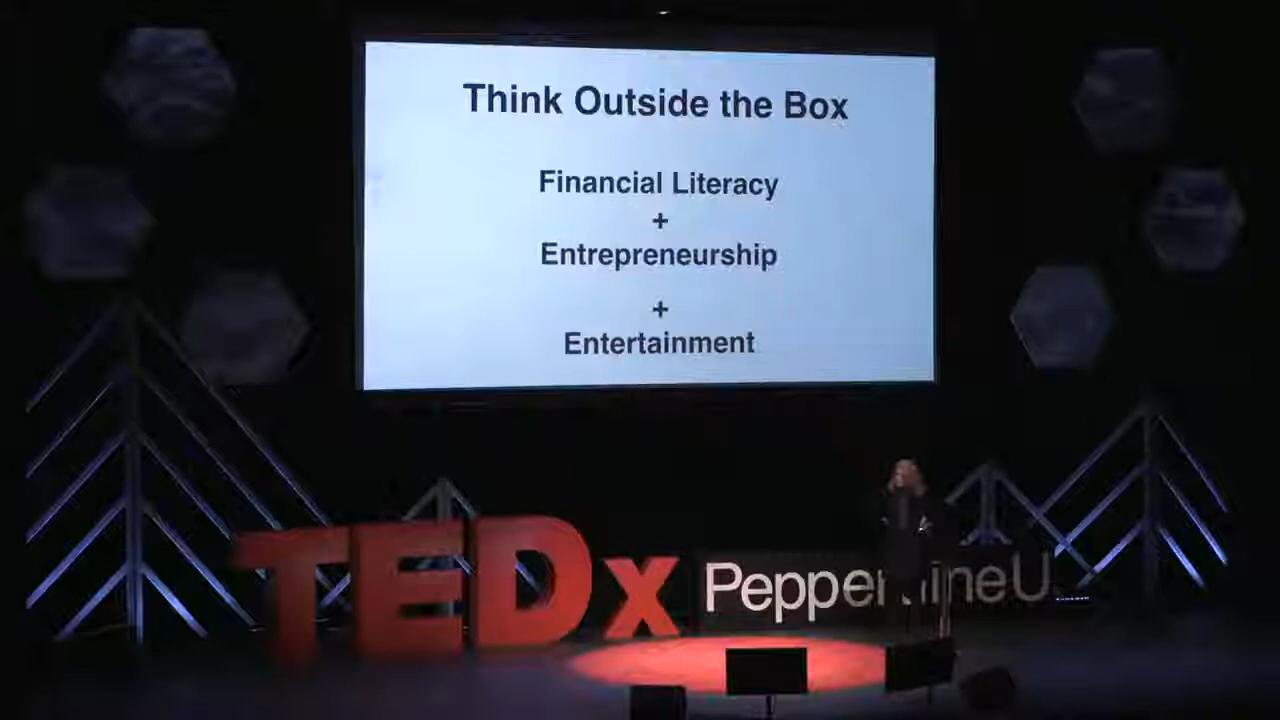 Think Outside the Box
Financial Literacy
+
Entrepreneurship
+
Entertainment
TEDx